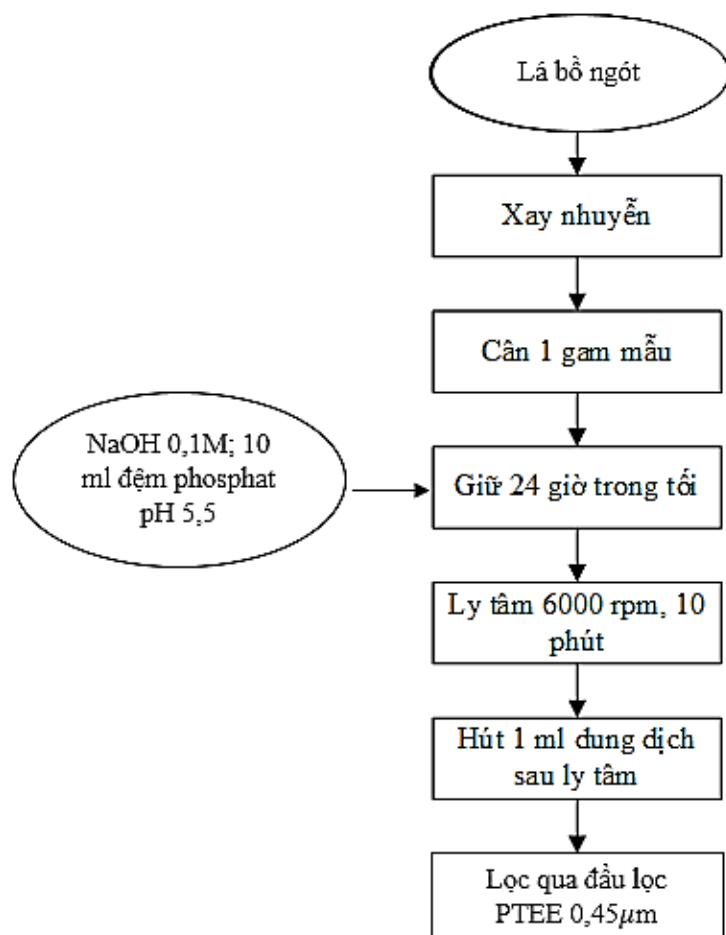 Lá bồ ngót
Xay nhuyễn
Cân 1 gam mẫu
NaOH 0,1M; 10
ml đệm phosphat
pH 5,5
Giữ 24 giờ trong tối
Ly tâm 6000 rpm, 10
phút
Hút 1 ml dung dịch
sau ly tâm
Lọc qua đầu lọc
PTEE 0,45µm